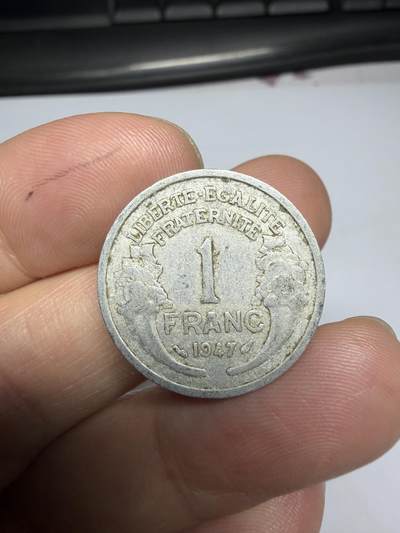 LIBERTE·EGALITE
FRATERNITE
1
FRANC
1947